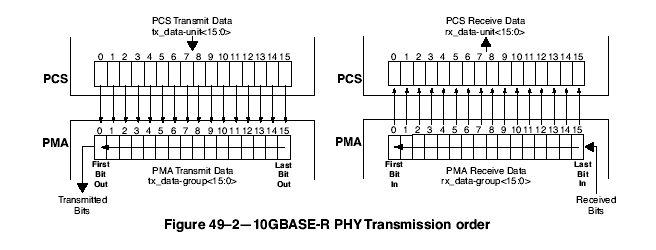 PCS Transmit Data
tx_data-unit<15:0>
0 1 2 3 4 5 6 7 8 9 10 11 12 13 14 15
PCS
PMA
0 1 2 3 4 5 6 7 8 9 10 11 12 13 14 15
First
Bit
Out
PMA Transmit Data
tx_data-group<15:0>
Last
Bit
Out
Transmitted
Bits
PCS Receive Data
rx_data-unit<15:0>
0 1 2 3 4 5 6 7 8 9 10 11 12 13 14 15
PCS
PMA
0 1 2 3 4 5 6 7 8 9 10 11 12 13 14 15
First
Bit
In
PMA Receive Data
rx_data-group<15:0>
Last
Bit
In
Received
Bits
Figure 49–2—10GBASE-R PHY Transmission order